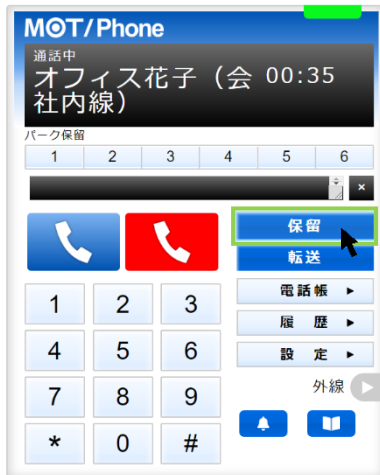 MOT/Phone
通話中
オフィス花子（会 00:35
社内線）
パーク保留
1 2 3 4 5 6
×
保留
転送
1 2 3
電話帳 ▶
履 歴 ▶
4 5 6
設 定 ▶
7 8 9
外線
* 0 #